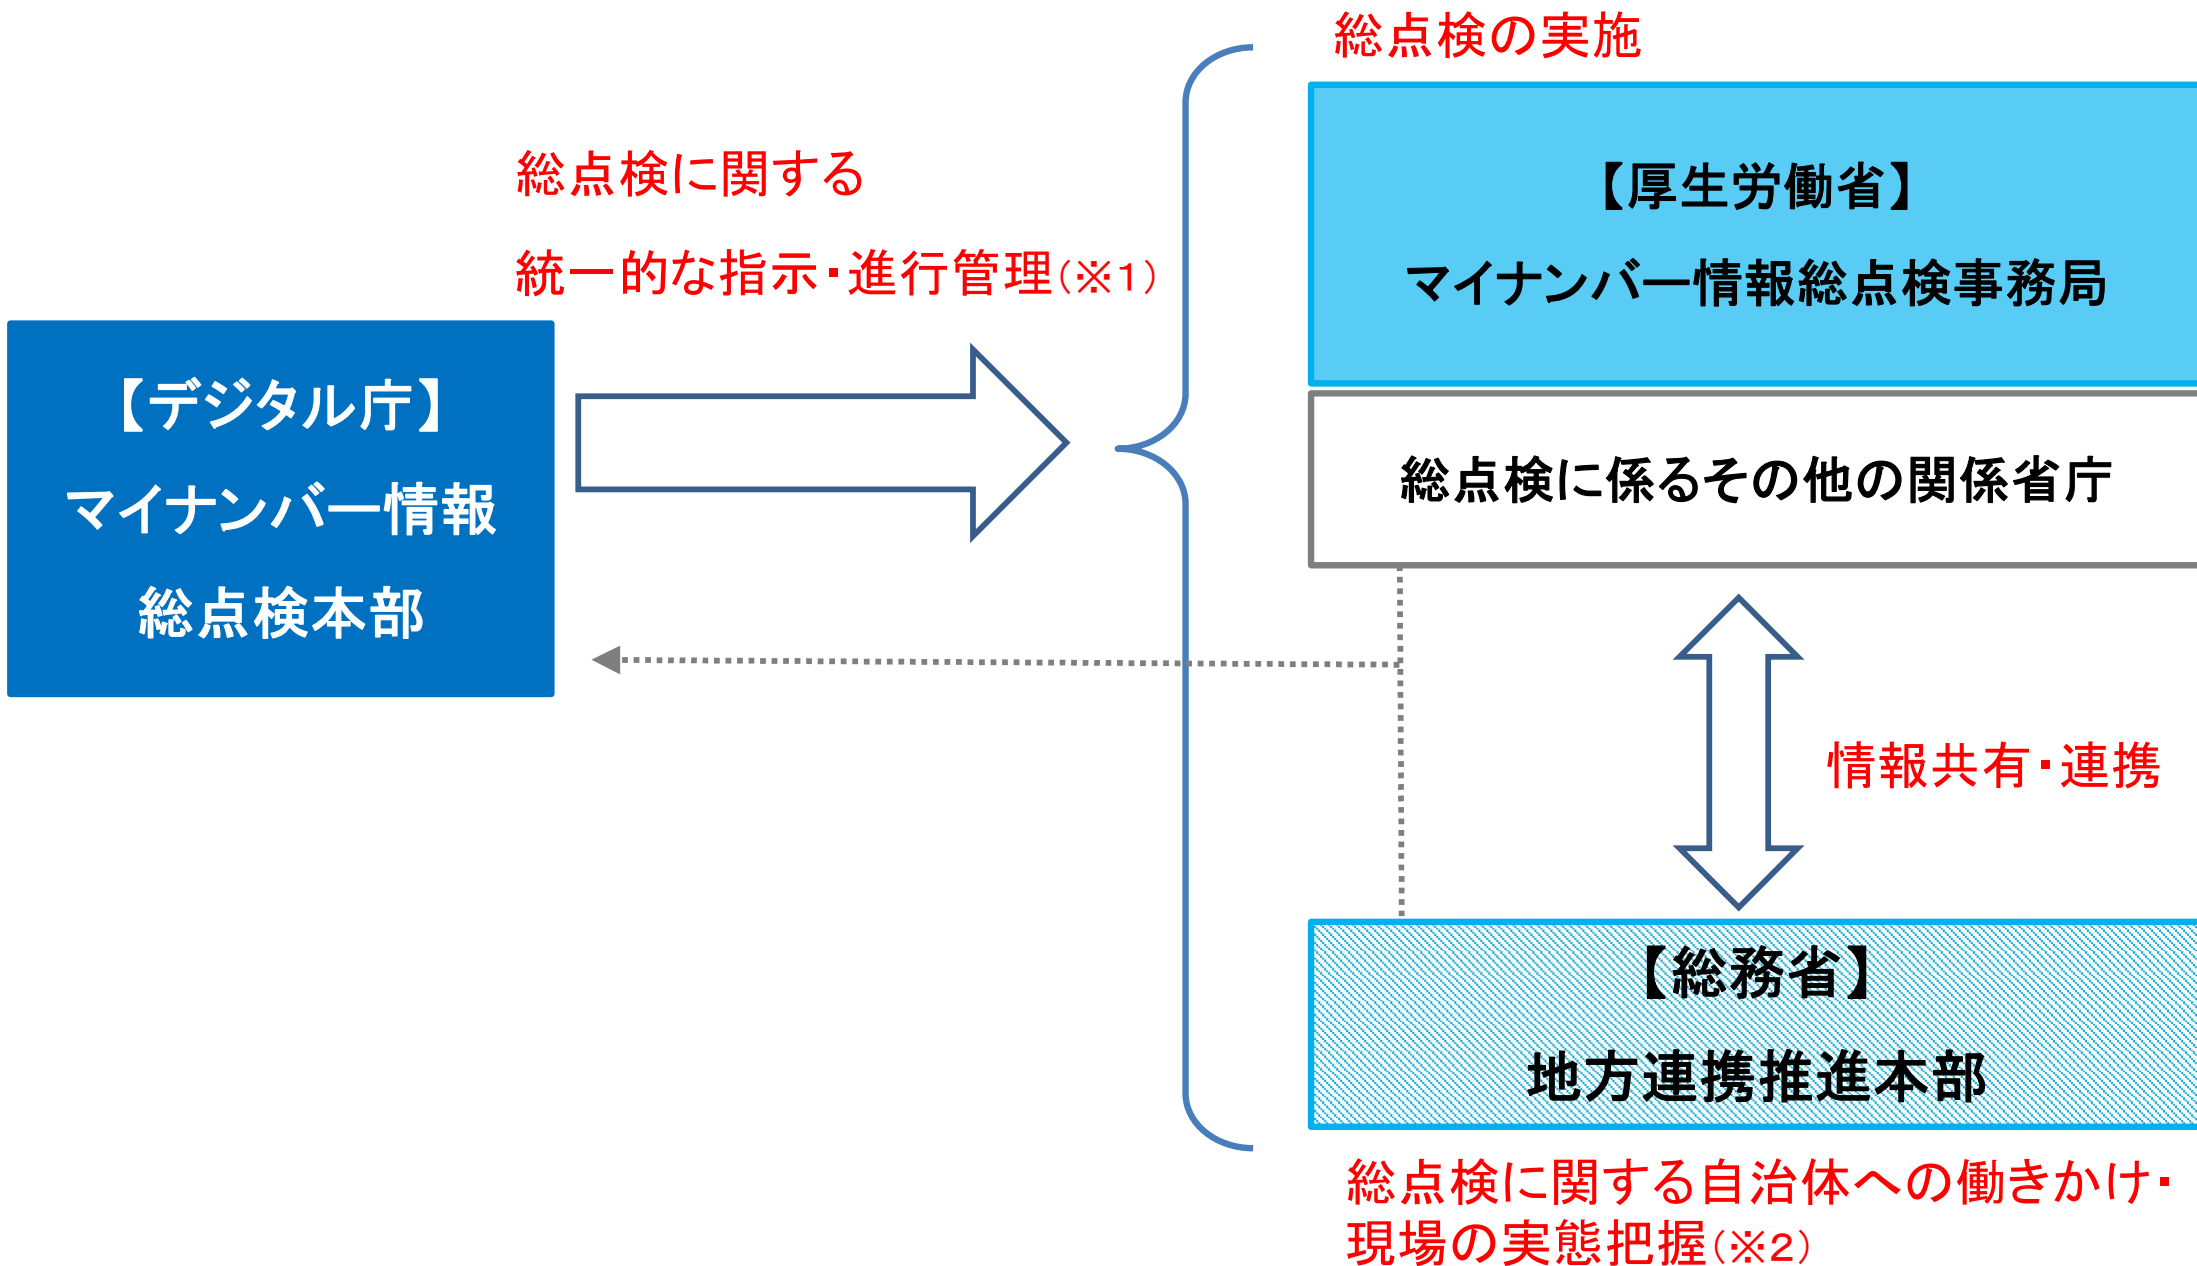 総点検の実施
総点検に関する
統一的な指示・進行管理（※1）
【デジタル庁】
マイナンバー情報
総点検本部
【厚生労働省】
マイナンバー情報総点検事務局
総点検に係るその他の関係省庁
情報共有・連携
【総務省】
地方連携推進本部
総点検に関する自治体への働きかけ・
現場の実態把握（※2）